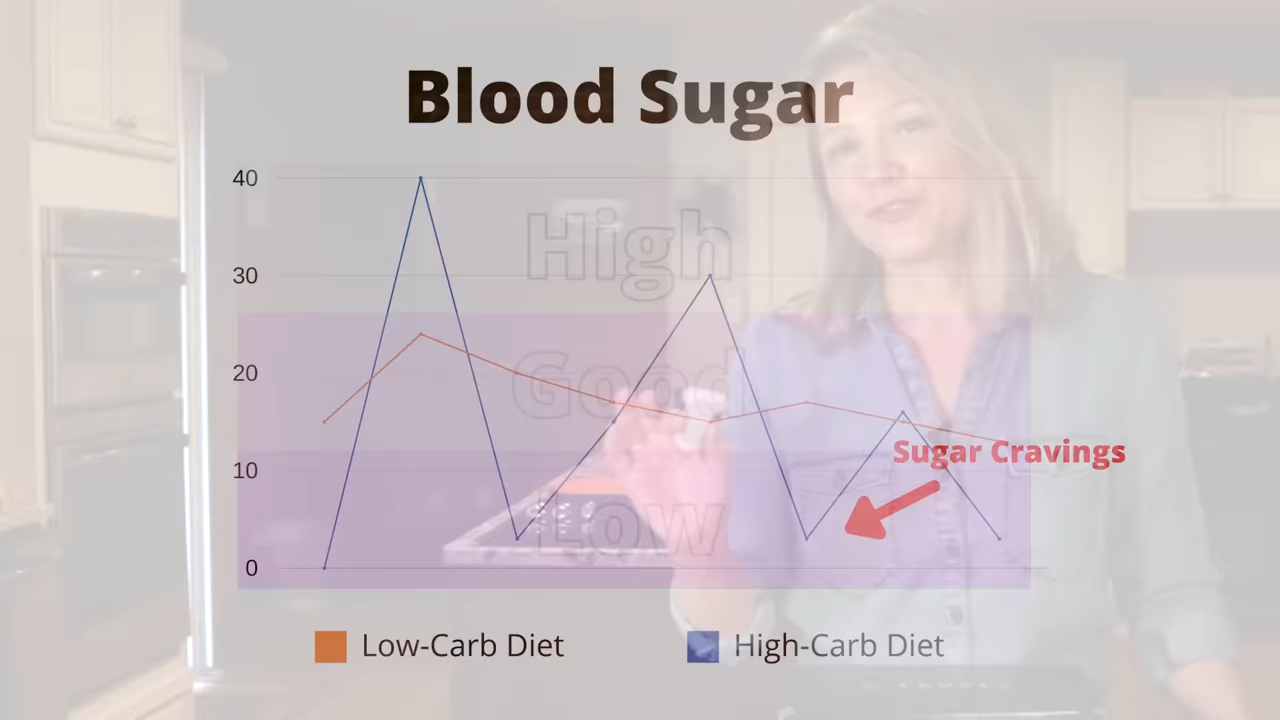 Blood Sugar
40
High
30
20
Good
Sugar Cravings
10
Low
0
Low-Carb Diet
High-Carb Diet